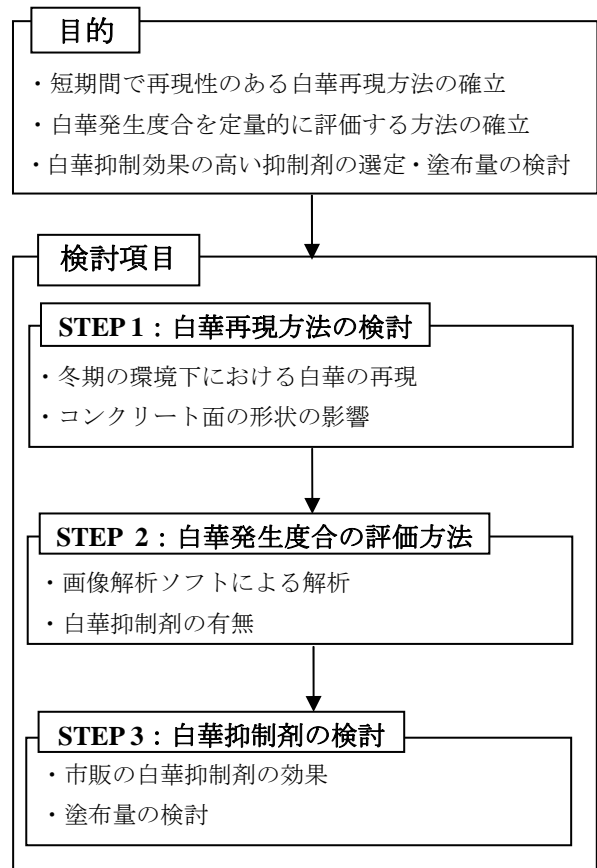 目的
・短期間で再現性のある白華再現方法の確立
・白華発生度合を定量的に評価する方法の確立
・白華抑制効果の高い抑制剤の選定・塗布量の検討
検討項目
STEP 1：白華再現方法の検討
・冬期の環境下における白華の再現
・コンクリート面の形状の影響
STEP 2：白華発生度合の評価方法
・画像解析ソフトによる解析
・白華抑制剤の有無
STEP 3：白華抑制剤の検討
・市販の白華抑制剤の効果
・塗布量の検討